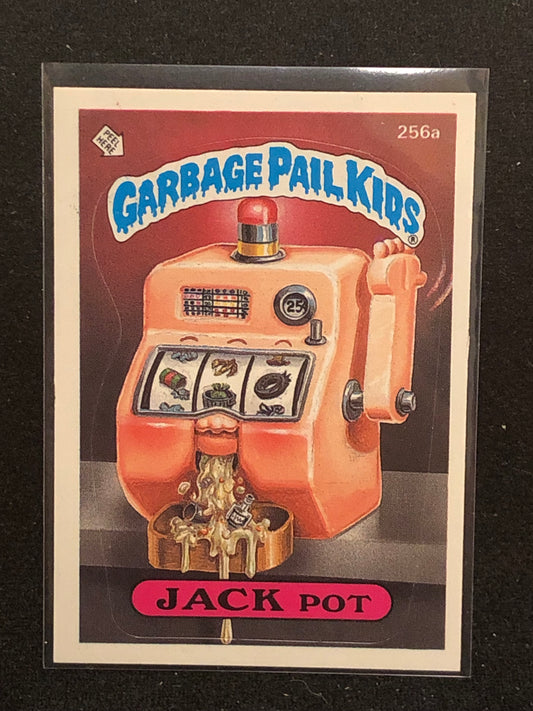 PEEL
HERE
256a
GARBAGE PAIL KIDS®
25¢
JACK POT